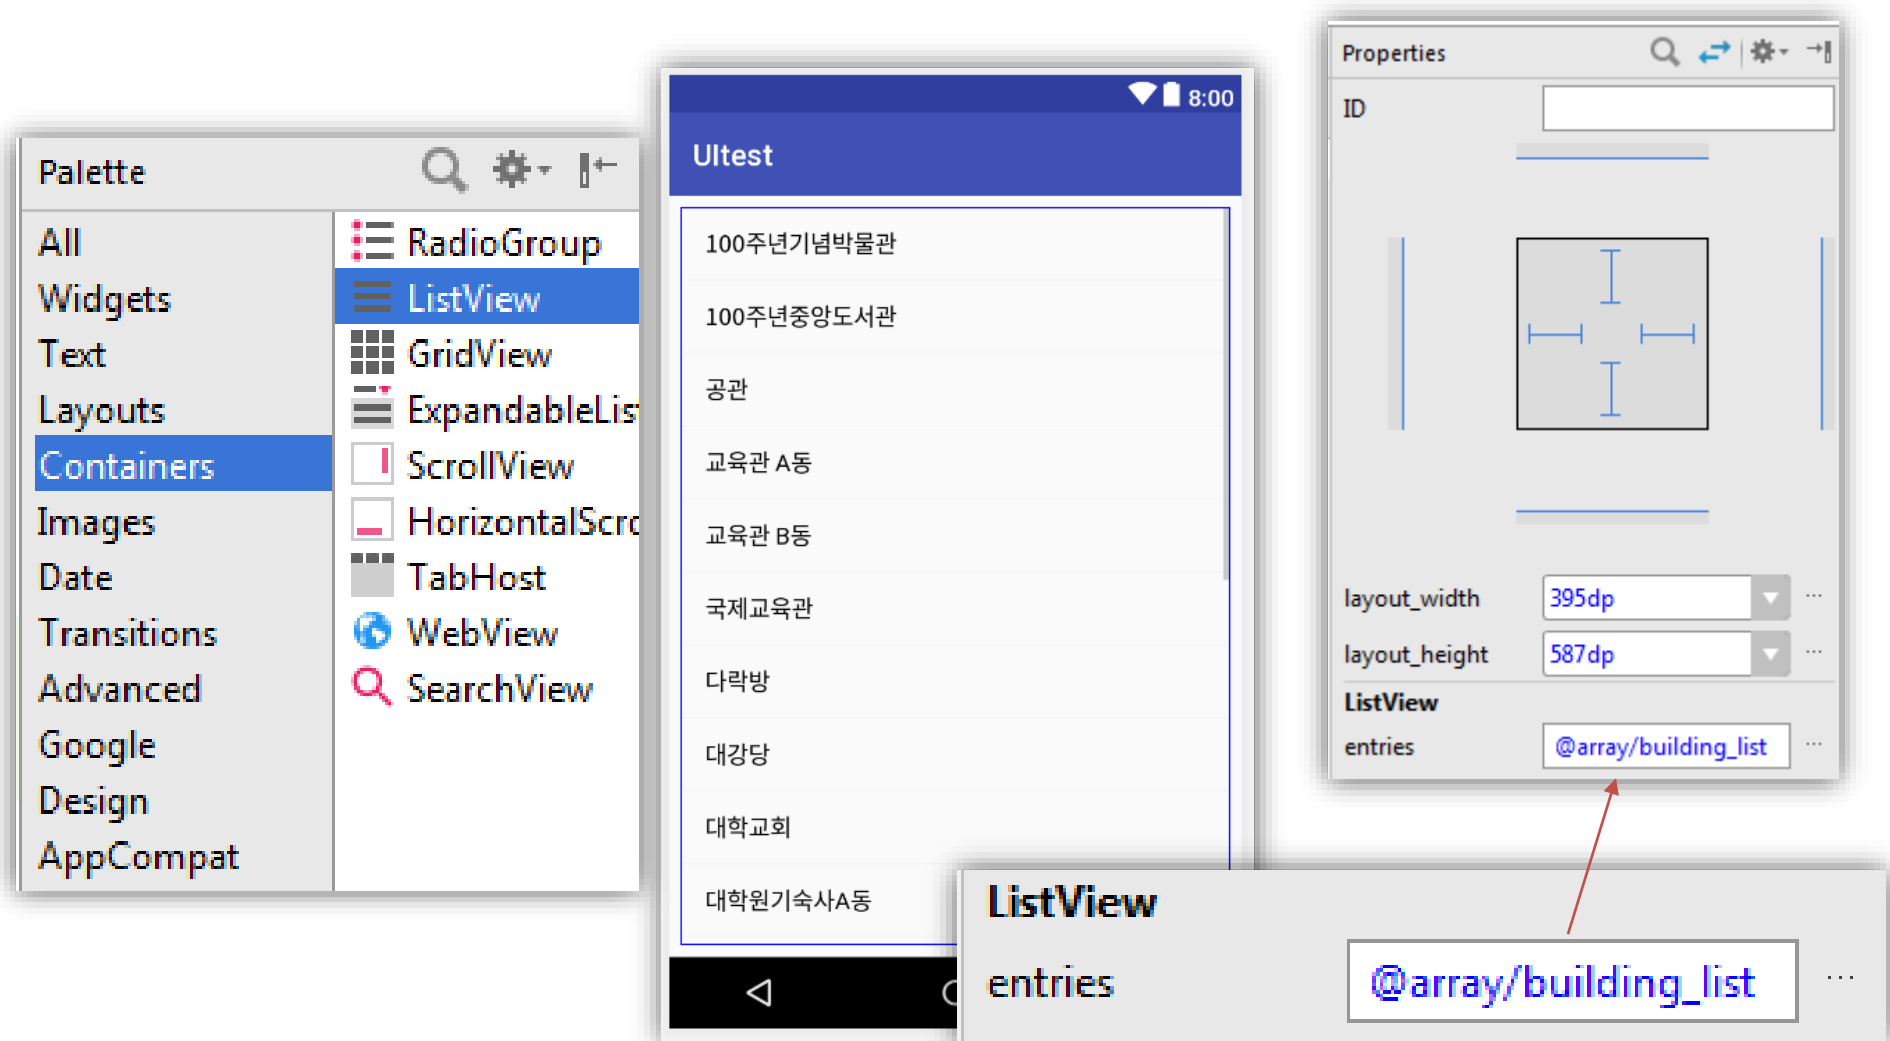 Palette
All
Widgets
Text
Layouts
Containers
Images
Date
Transitions
Advanced
Google
Design
AppCompat
RadioGroup
ListView
GridView
ExpandableLis
ScrollView
HorizontalScro
TabHost
WebView
SearchView
8:00
UItest
100주년기념박물관
100주년중앙도서관
공관
교육관 A동
교육관 B동
국제교육관
다락방
대강당
대학교회
대학원기숙사A동
Properties
ID
layout_width 395dp ...
layout_height 587dp ...
ListView
entries @array/building_list ...
ListView
entries @array/building_list ...